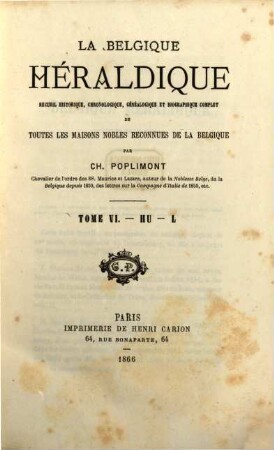 LA BELGIQUE
HÉRALDIQUE
RECUEIL HISTORIQUE, CHRONOLOGIQUE, GÉNÉALOGIQUE ET BIOGRAPHIQUE COMPLET
DE
TOUTES LES MAISONS NOBLES RECONNUES DE LA BELGIQUE
PAR
CH. POPLIMONT
Chevalier de l'ordre des SS. Maurice et Lazare, auteur de la Noblesse Belge, de la
Belgique depuis 1830, des lettres sur la Campagne d'Italie de 1859, etc.
TOME VI. — HU — L
C.P.
PARIS
IMPRIMERIE DE HENRI CARION
64, RUE BONAPARTE, 64
1866